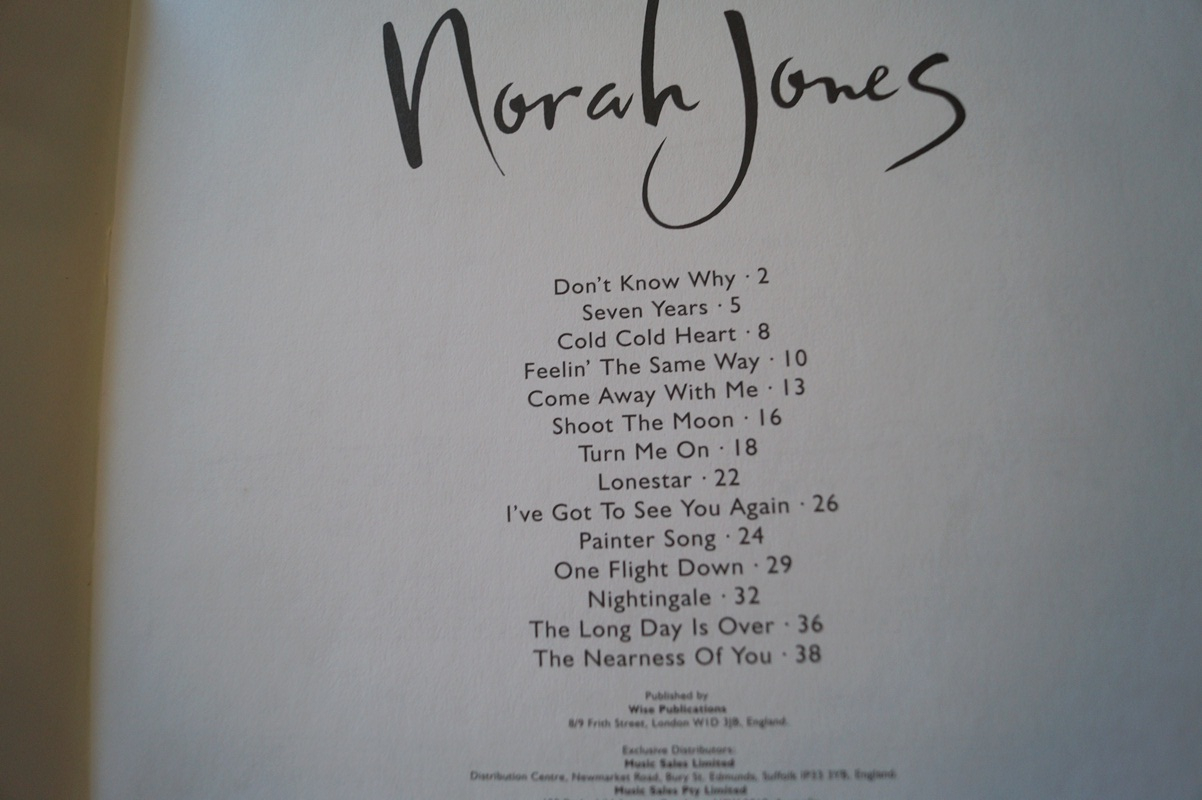 Norah Jones
Don't Know Why · 2
Seven Years · 5
Cold Cold Heart · 8
Feelin' The Same Way · 10
Come Away With Me · 13
Shoot The Moon · 16
Turn Me On · 18
Lonestar · 22
I've Got To See You Again · 26
Painter Song · 24
One Flight Down · 29
Nightingale · 32
The Long Day Is Over · 36
The Nearness Of You · 38
Published by
Wise Publications
8/9 Frith Street, London W1D 3JB, England.
Exclusive Distributors:
Music Sales Limited
Distribution Centre, Newmarket Road, Bury St. Edmunds, Suffolk IP33 3YB, England.
Music Sales Pty Limited